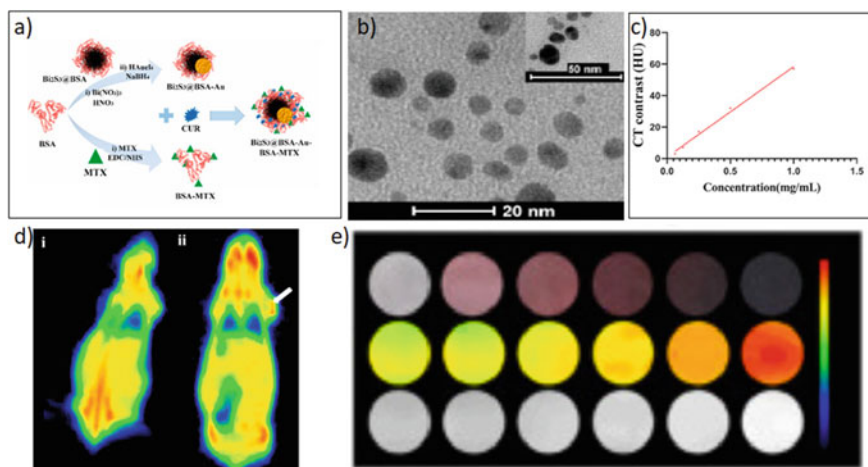 a)
Bi2S3@BSA
ii) HAucl4
NaBH4
Bi2S3@BSA-Au
i) Bi(NO3)3
HNO3
BSA
CUR
Bi2S3@BSA-Au-
BSA-MTX
MTX
i) MTX
EDC/NHS
BSA-MTX
b)
50 nm
20 nm
c)
CT contrast (HU)
80
60
40
20
0
0.0
0.5
1.0
1.5
Concentration(mg/mL)
d)
i
ii
e)